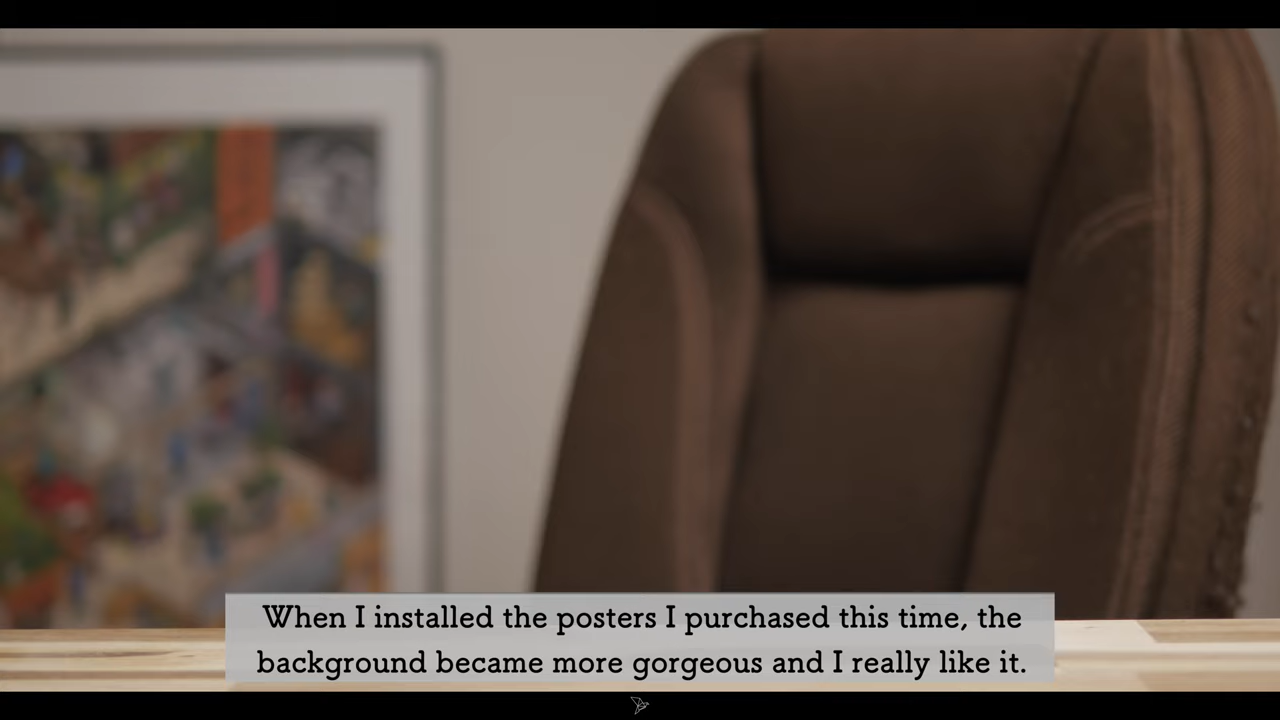 When I installed the posters I purchased this time, the
background became more gorgeous and I really like it.